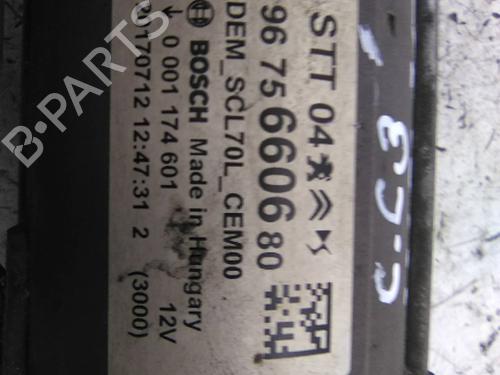 STT 04
96 75 6606 80
DEM_SCL70L_CEM00
BOSCH Made in Hungary
0 001 174 601 12V
20170712 12:47:31 2 (3000)
B-PARTS